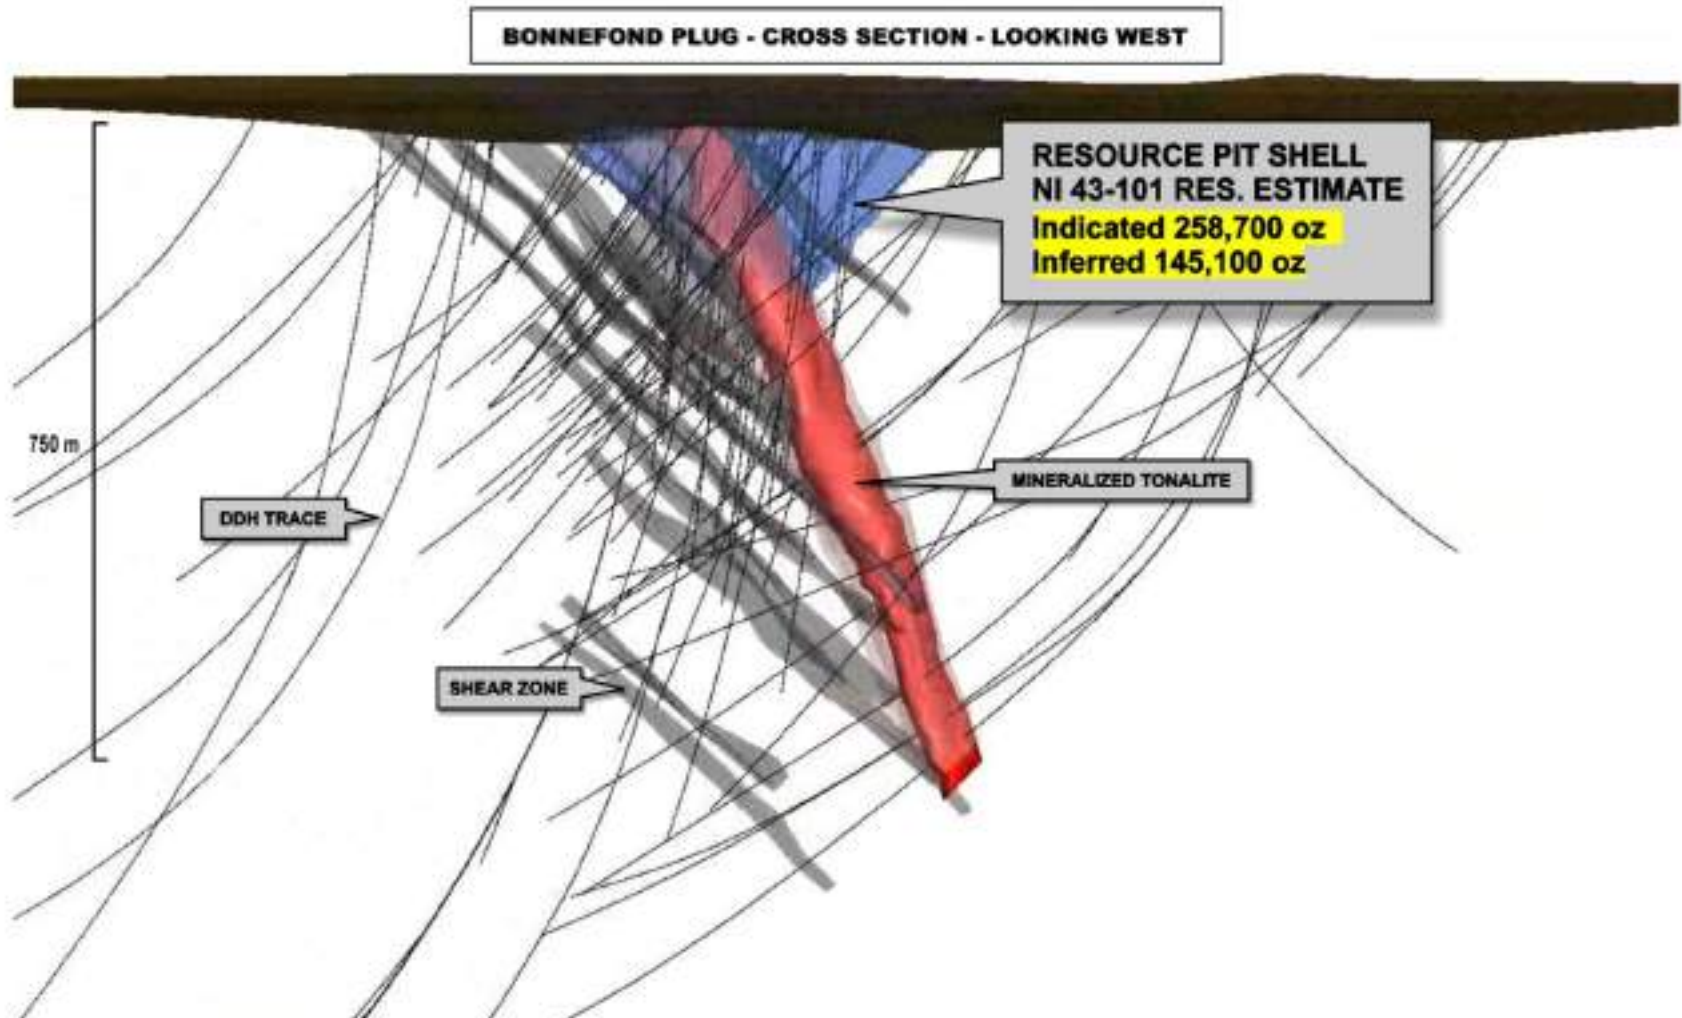 BONNEFOND PLUG - CROSS SECTION - LOOKING WEST
RESOURCE PIT SHELL
NI 43-101 RES. ESTIMATE
Indicated 258,700 oz
Inferred 145,100 oz
750 m
MINERALIZED TONALITE
DDH TRACE
SHEAR ZONE